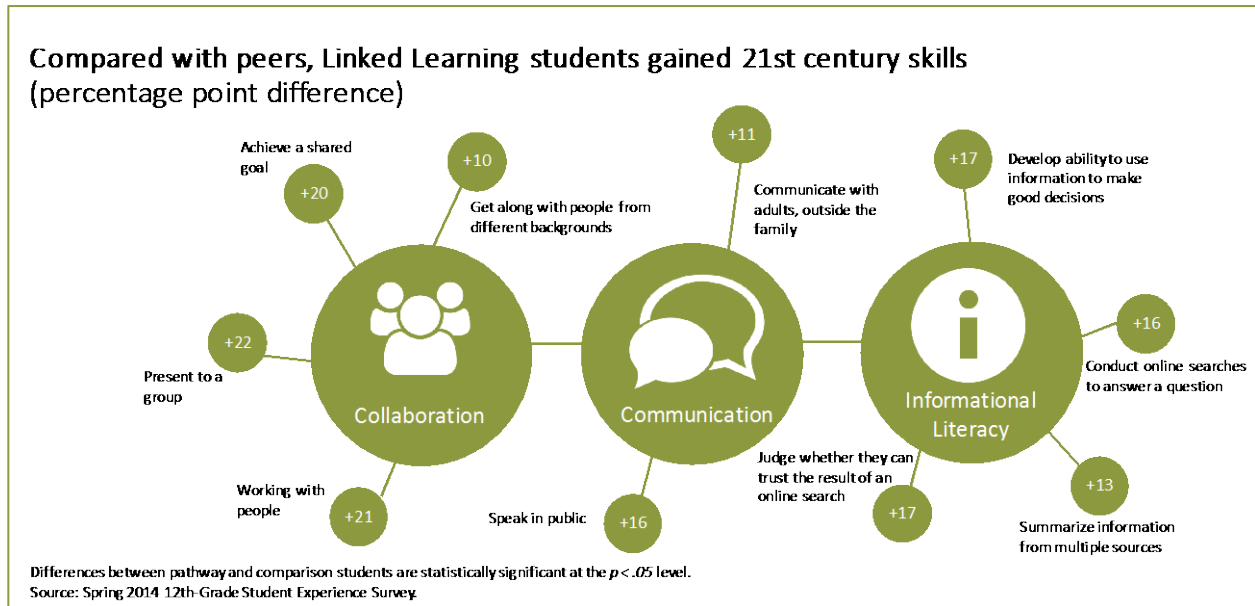 Compared with peers, Linked Learning students gained 21st century skills
(percentage point difference)
Achieve a shared
goal
+20
+10
Get along with people from
different backgrounds
+22
Present to a
group
Collaboration
Working with
people
+21
+11
Communicate with
adults, outside the
family
Communication
Speak in public
+16
+17
Develop ability to use
information to make
good decisions
+16
Conduct online searches
to answer a question
Informational
Literacy
Judge whether they can
trust the result of an
online search
+17
+13
Summarize information
from multiple sources
Differences between pathway and comparison students are statistically significant at the p < .05 level.
Source: Spring 2014 12th-Grade Student Experience Survey.